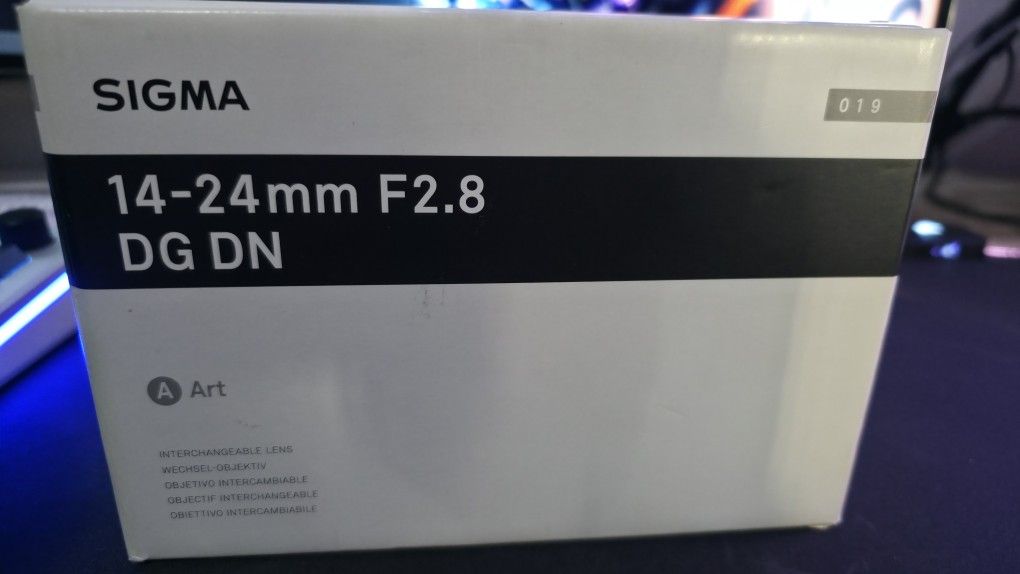 SIGMA
019
14-24mm F2.8
DG DN
A Art
INTERCHANGEABLE LENS
WECHSEL-OBJEKTIV
OBJETIVO INTERCAMBIABLE
OBJECTIF INTERCHANGEABLE
OBIETTIVO INTERCAMBIABILE